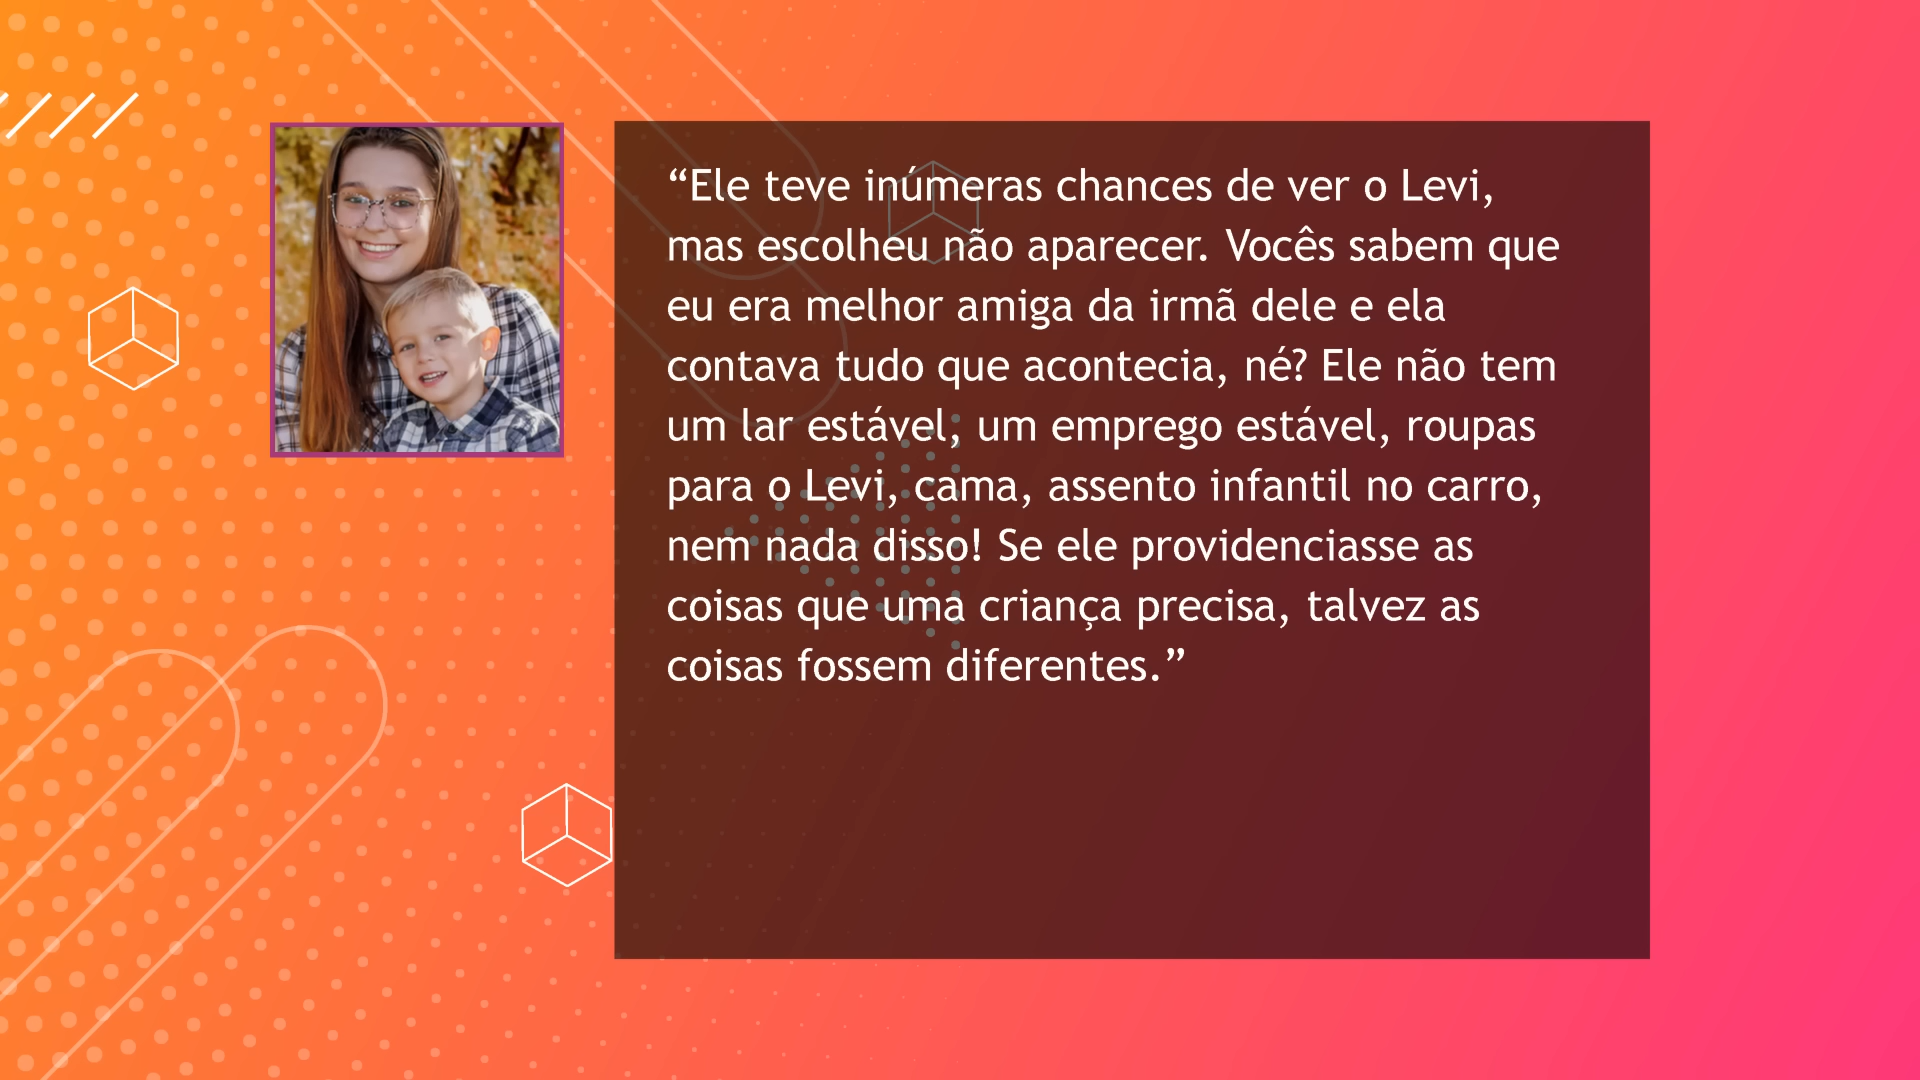 “Ele teve inúmeras chances de ver o Levi,
mas escolheu não aparecer. Vocês sabem que
eu era melhor amiga da irmã dele e ela
contava tudo que acontecia, né? Ele não tem
um lar estável, um emprego estável, roupas
para o Levi, cama, assento infantil no carro,
nem nada disso! Se ele providenciasse as
coisas que uma criança precisa, talvez as
coisas fossem diferentes.”